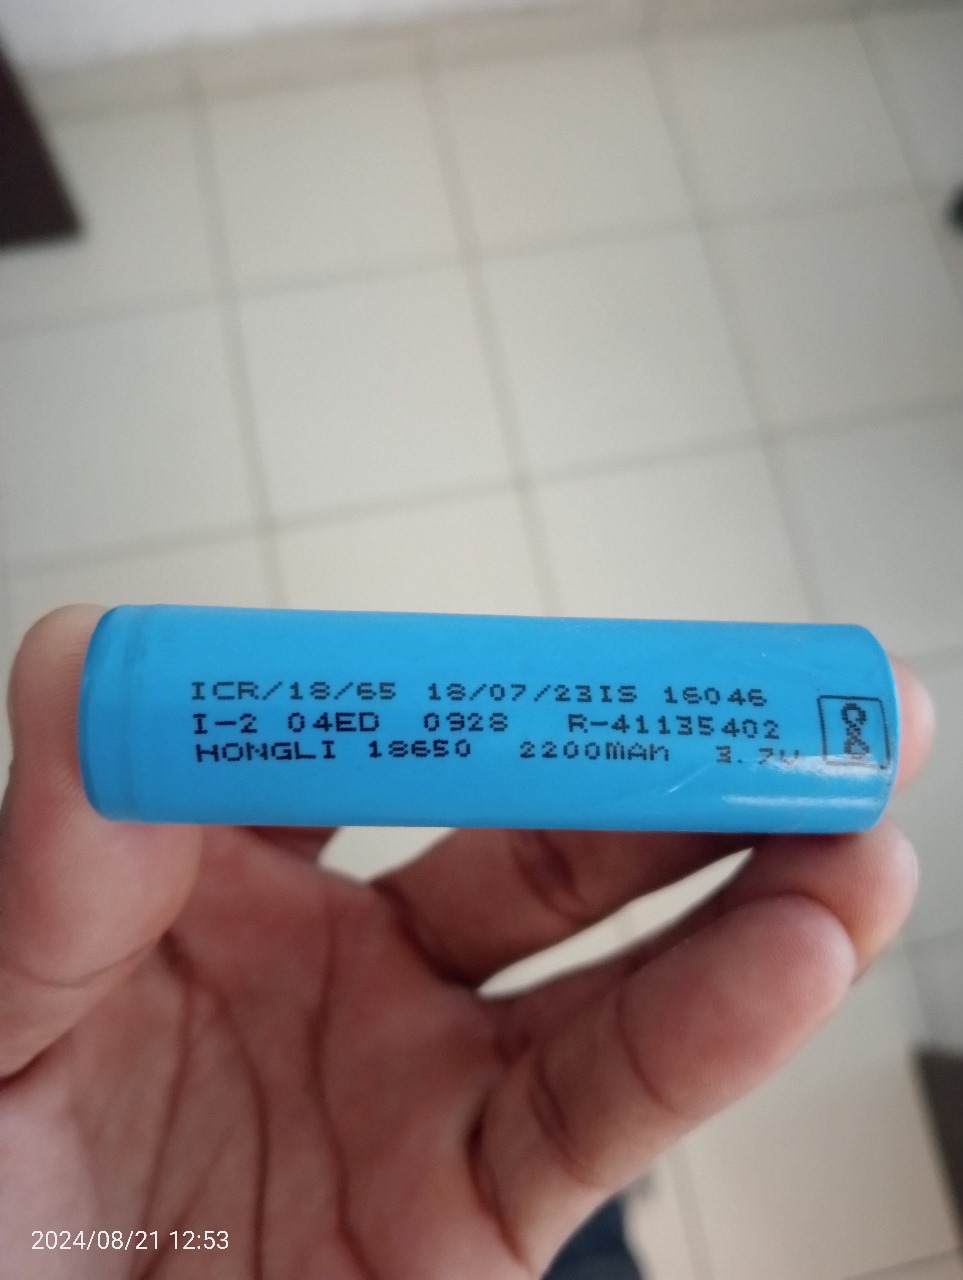 ICR/18/65 18/07/23IS 16046
I-2 04ED 0928 R-41135402
HONGLI 18650 2200mAh 3.7V
2024/08/21 12:53